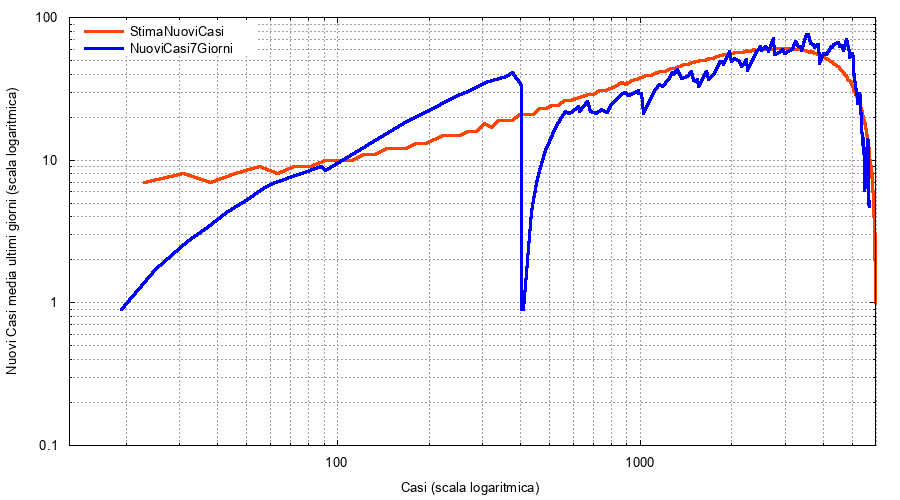 100
10
1
0.1
Nuovi Casi media ultimi giorni (scala logaritmica)
StimaNuoviCasi
NuoviCasi7Giorni
100
1000
Casi (scala logaritmica)